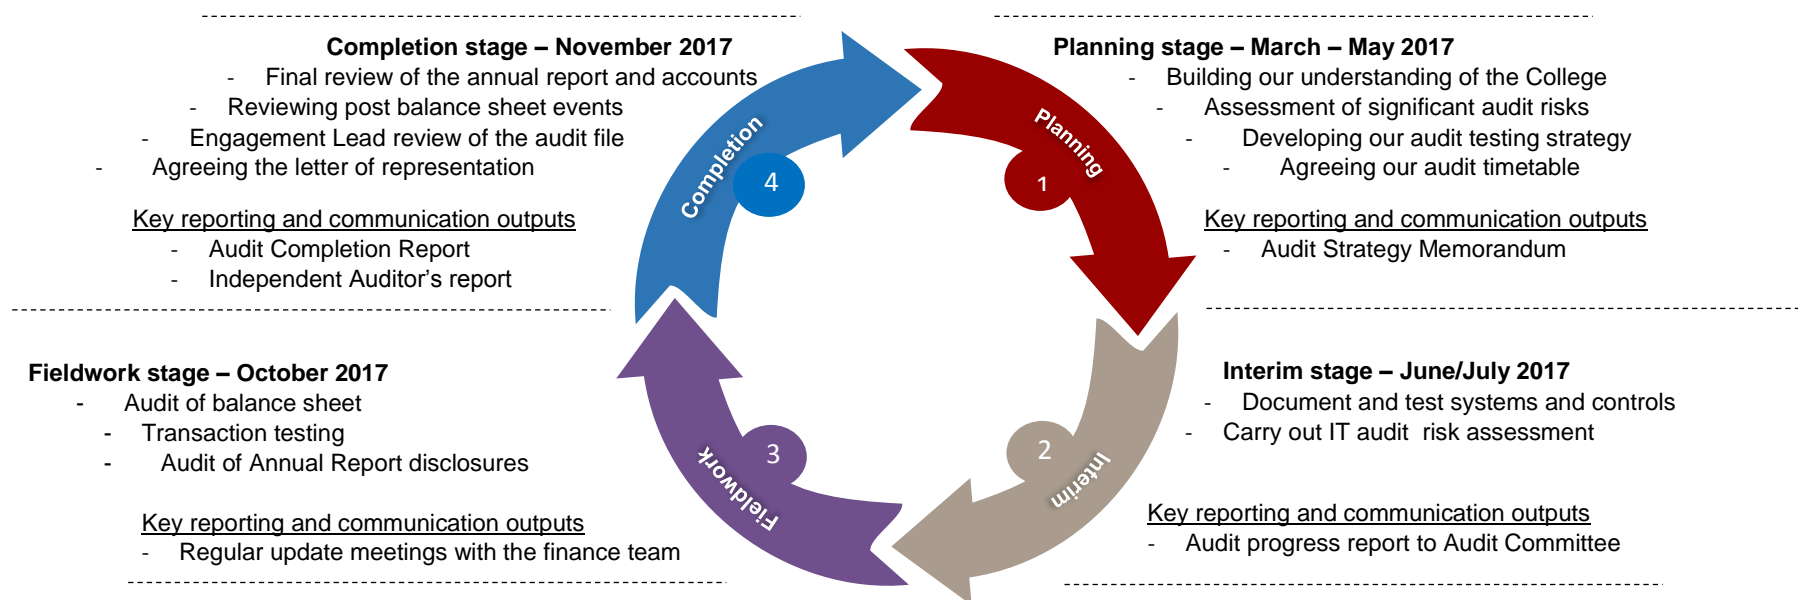 Completion stage – November 2017
- Final review of the annual report and accounts
- Reviewing post balance sheet events
- Engagement Lead review of the audit file
- Agreeing the letter of representation
Key reporting and communication outputs
- Audit Completion Report
- Independent Auditor's report
Planning stage – March – May 2017
- Building our understanding of the College
- Assessment of significant audit risks
- Developing our audit testing strategy
- Agreeing our audit timetable
Key reporting and communication outputs
- Audit Strategy Memorandum
Completion
4
Planning
1
Fieldwork stage – October 2017
- Audit of balance sheet
- Transaction testing
- Audit of Annual Report disclosures
Key reporting and communication outputs
- Regular update meetings with the finance team
Fieldwork
3
Interim
2
Interim stage – June/July 2017
- Document and test systems and controls
- Carry out IT audit risk assessment
Key reporting and communication outputs
- Audit progress report to Audit Committee